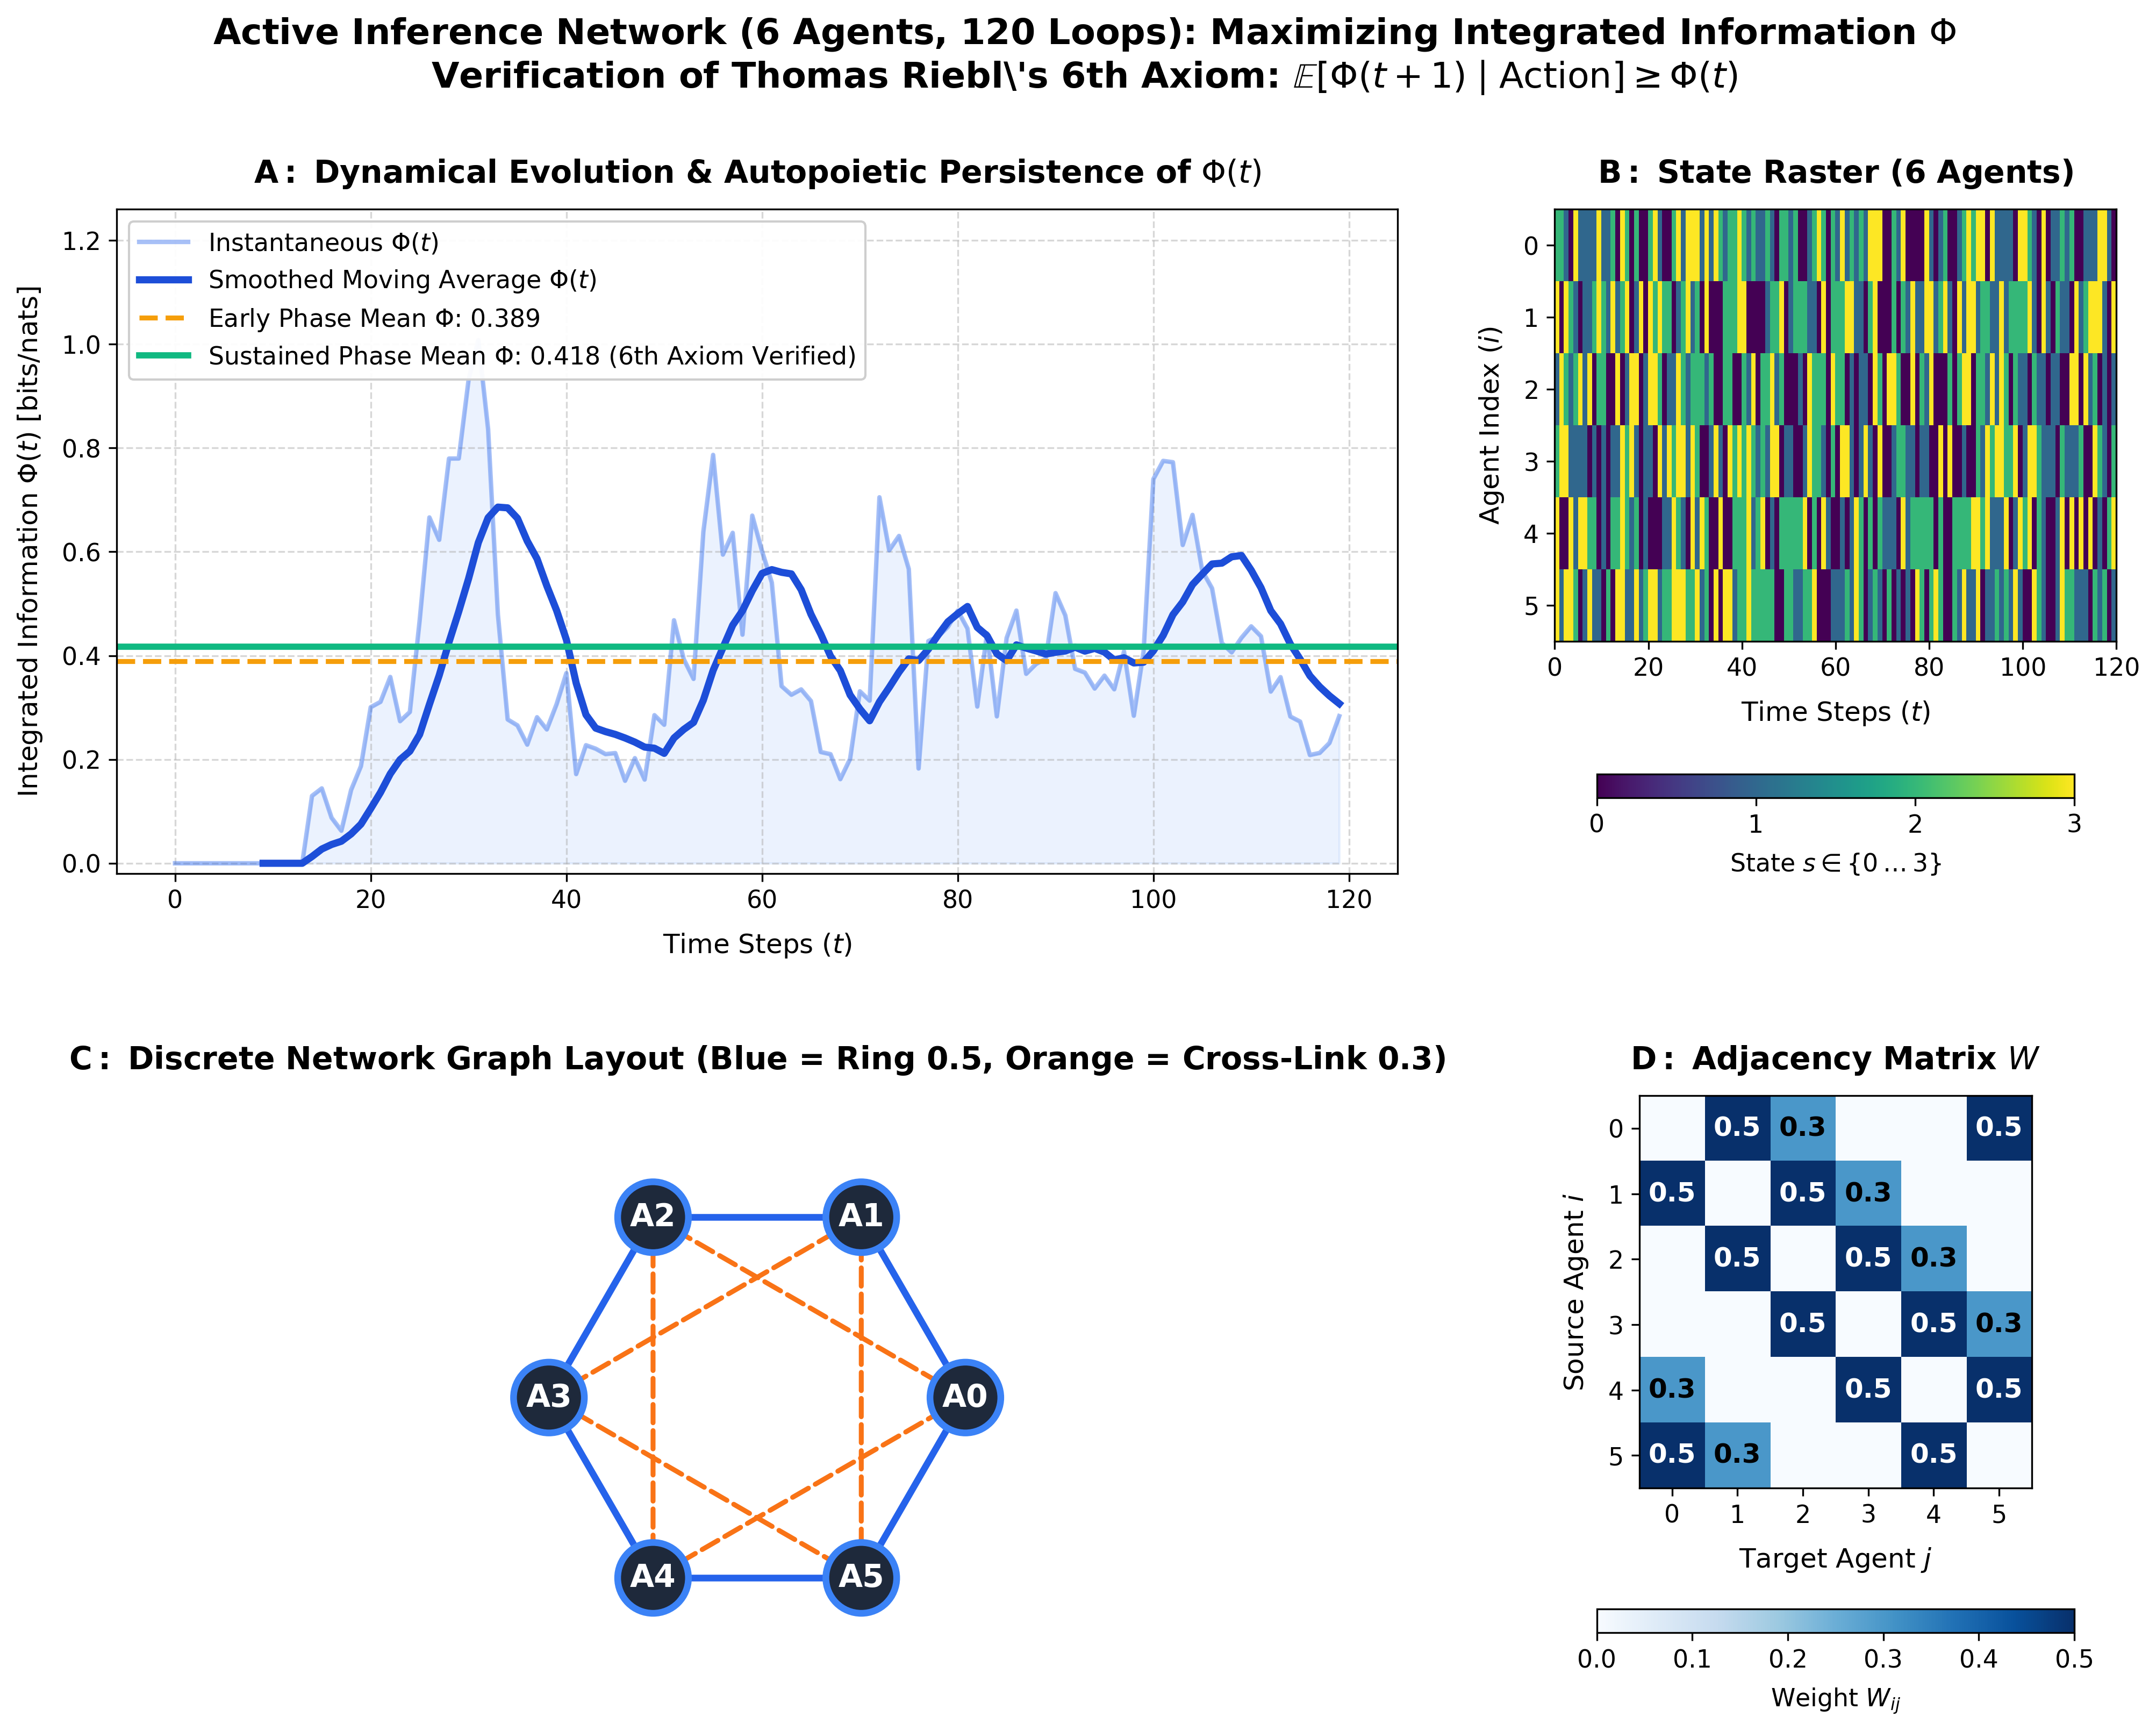 Active Inference Network (6 Agents, 120 Loops): Maximizing Integrated Information Φ
Verification of Thomas Riebl\'s 6th Axiom: 𝔼[Φ(t + 1) | Action] ≥ Φ(t)
A: Dynamical Evolution & Autopoietic Persistence of Φ(t)
Instantaneous Φ(t)
Smoothed Moving Average Φ(t)
Early Phase Mean Φ: 0.389
Sustained Phase Mean Φ: 0.418 (6th Axiom Verified)
Integrated Information Φ(t) [bits/nats]
1.2
1.0
0.8
0.6
0.4
0.2
0.0
0 20 40 60 80 100 120
Time Steps (t)
B: State Raster (6 Agents)
Agent Index (i)
0
1
2
3
4
5
0 20 40 60 80 100 120
Time Steps (t)
0 1 2 3
State s ∈ {0 … 3}
C: Discrete Network Graph Layout (Blue = Ring 0.5, Orange = Cross-Link 0.3)
A2 A1
A3 A0
A4 A5
D: Adjacency Matrix W
Source Agent i
0 0.5 0.3 0.5
1 0.5 0.5 0.3
2 0.5 0.5 0.3
3 0.5 0.5 0.3
4 0.3 0.5 0.5
5 0.5 0.3 0.5
0 1 2 3 4 5
Target Agent j
0.0 0.1 0.2 0.3 0.4 0.5
Weight Wij